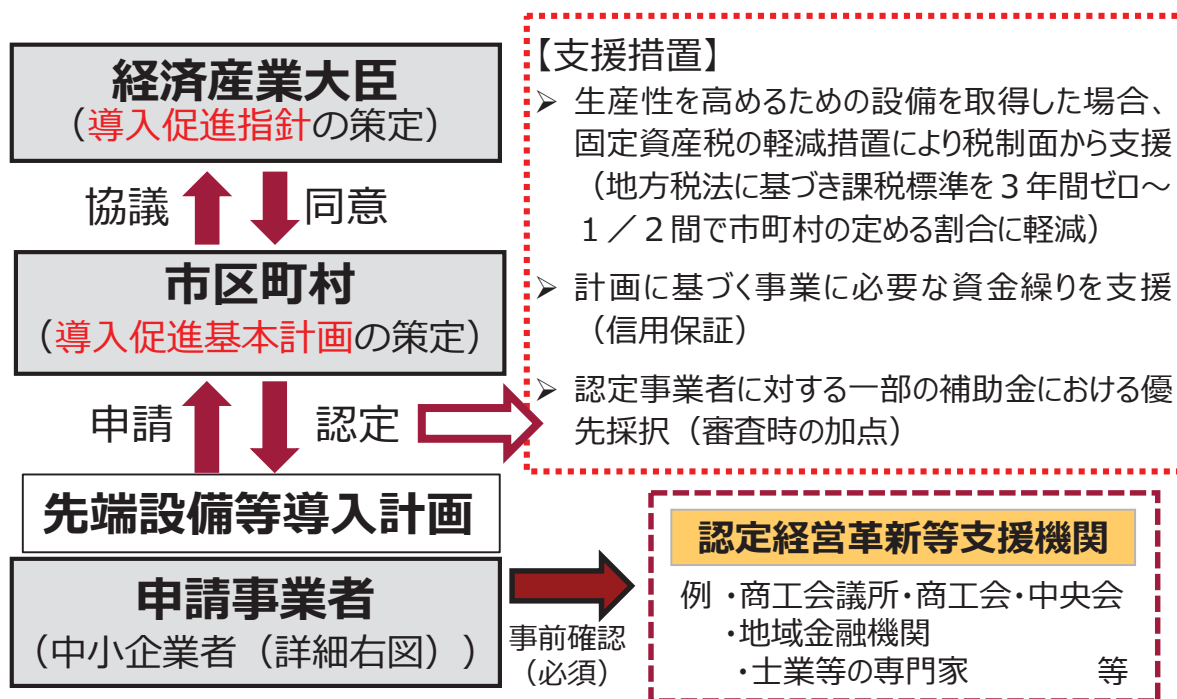 経済産業大臣
（導入促進指針の策定）
協議
同意
市区町村
（導入促進基本計画の策定）
申請
認定
先端設備等導入計画
申請事業者
（中小企業者（詳細右図））
【支援措置】
➢ 生産性を高めるための設備を取得した場合、
固定資産税の軽減措置により税制面から支援
（地方税法に基づき課税標準を３年間ゼロ～
１／２間で市町村の定める割合に軽減）
➢ 計画に基づく事業に必要な資金繰りを支援
（信用保証）
➢ 認定事業者に対する一部の補助金における優
先採択（審査時の加点）
事前確認
（必須）
認定経営革新等支援機関
例 ・商工会議所・商工会・中央会
・地域金融機関
・士業等の専門家 等